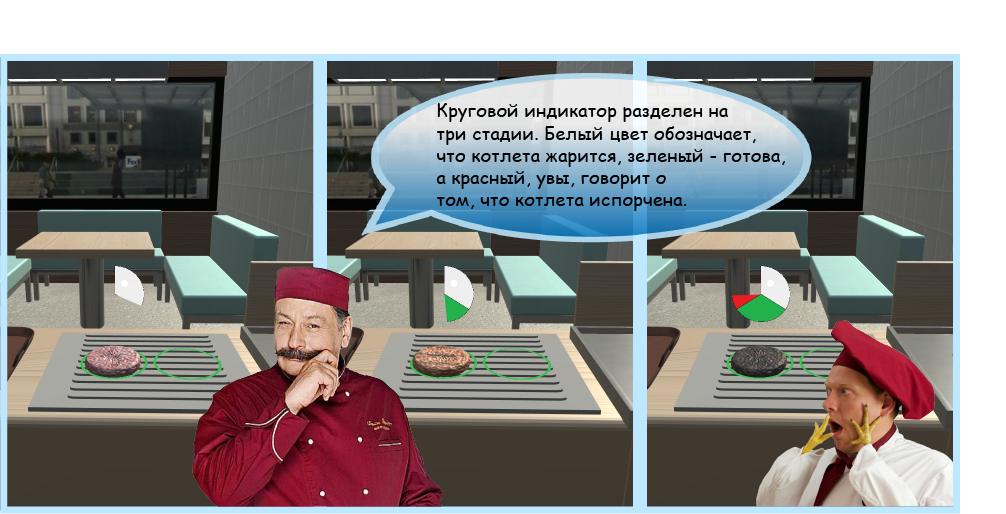 Круговой индикатор разделен на
три стадии. Белый цвет обозначает,
что котлета жарится, зеленый - готова,
а красный, увы, говорит о
том, что котлета испорчена.